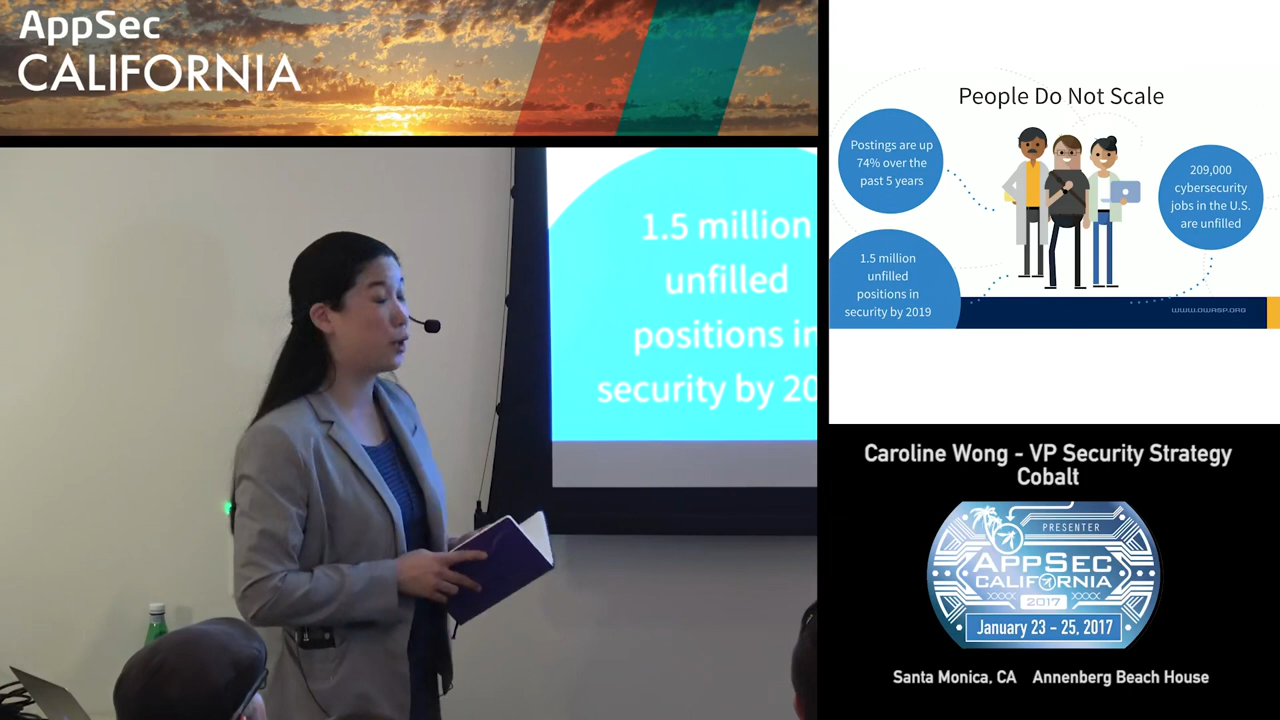 AppSec
CALIFORNIA
1.5 million
unfilled
positions in
security by 20
People Do Not Scale
Postings are up
74% over the
past 5 years
209,000
cybersecurity
jobs in the U.S.
are unfilled
1.5 million
unfilled
positions in
security by 2019
WWW.OWASP.ORG
Caroline Wong - VP Security Strategy
Cobalt
PRESENTER
APPSEC
CALIFORNIA
XXXX 2017 XXXX
January 23 - 25, 2017
Santa Monica, CA Annenberg Beach House